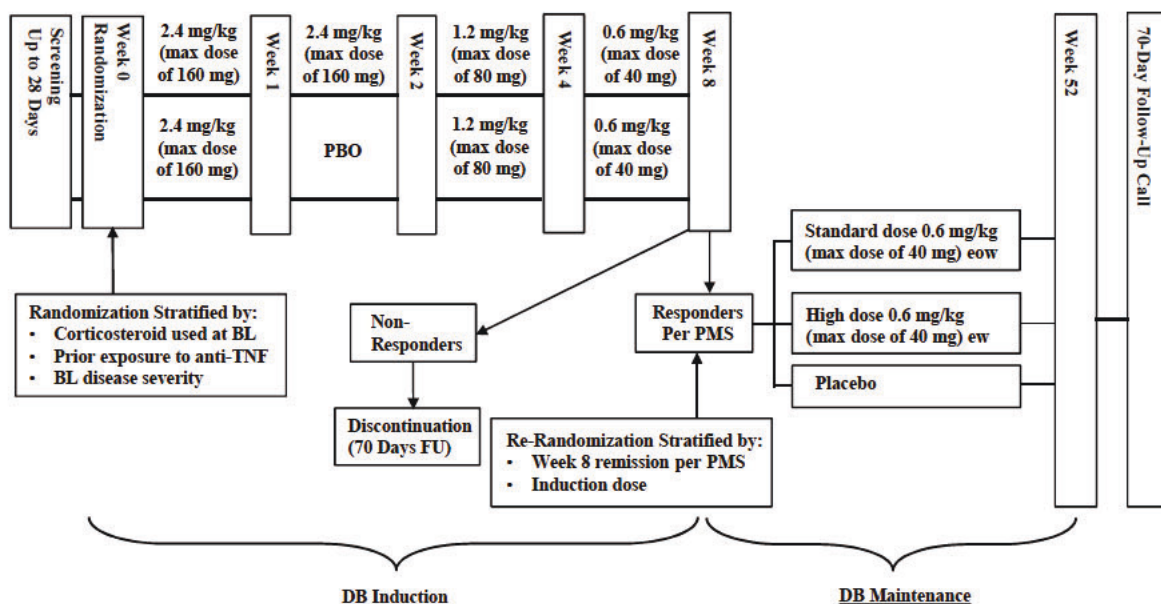 Screening
Up to 28 Days
Week 0
Randomization
2.4 mg/kg
(max dose
of 160 mg)
Week 1
2.4 mg/kg
(max dose
of 160 mg)
Week 2
1.2 mg/kg
(max dose
of 80 mg)
Week 4
0.6 mg/kg
(max dose
of 40 mg)
Week 8
2.4 mg/kg
(max dose
of 160 mg)
PBO
1.2 mg/kg
(max dose
of 80 mg)
0.6 mg/kg
(max dose
of 40 mg)
Week 52
70-Day Follow-Up Call
Randomization Stratified by:
• Corticosteroid used at BL
• Prior exposure to anti-TNF
• BL disease severity
Non-
Responders
Discontinuation
(70 Days FU)
Responders
Per PMS
Re-Randomization Stratified by:
• Week 8 remission per PMS
• Induction dose
Standard dose 0.6 mg/kg
(max dose of 40 mg) eow
High dose 0.6 mg/kg
(max dose of 40 mg) ew
Placebo
DB Induction
DB Maintenance